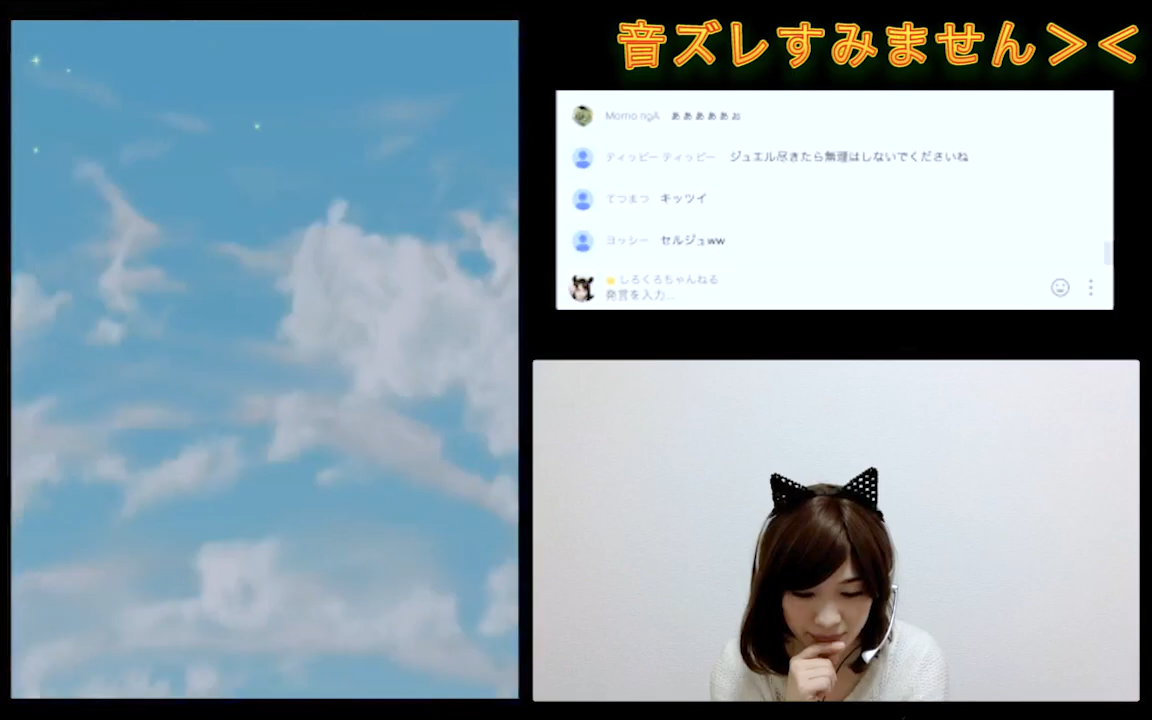 音ズレすみません＞＜
Momo ngA ぁぁぁぁぁぉ
ティッピーティッピー ジュエル尽きたら無理はしないでくださいね
てつまつ キッツイ
ヨッシー セルジュww
しろくろちゃんねる
発言を入力...